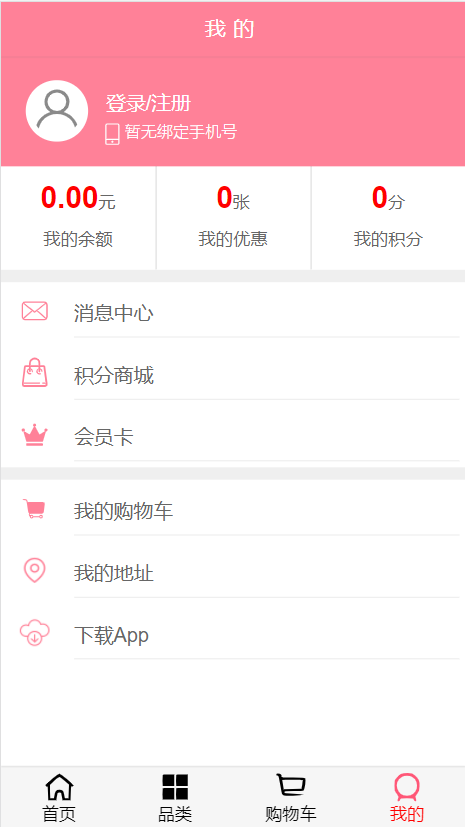 我 的
登录/注册
暂无绑定手机号
0.00元 0张 0分
我的余额 我的优惠 我的积分
消息中心
积分商城
会员卡
我的购物车
我的地址
下载App
首页 品类 购物车 我的